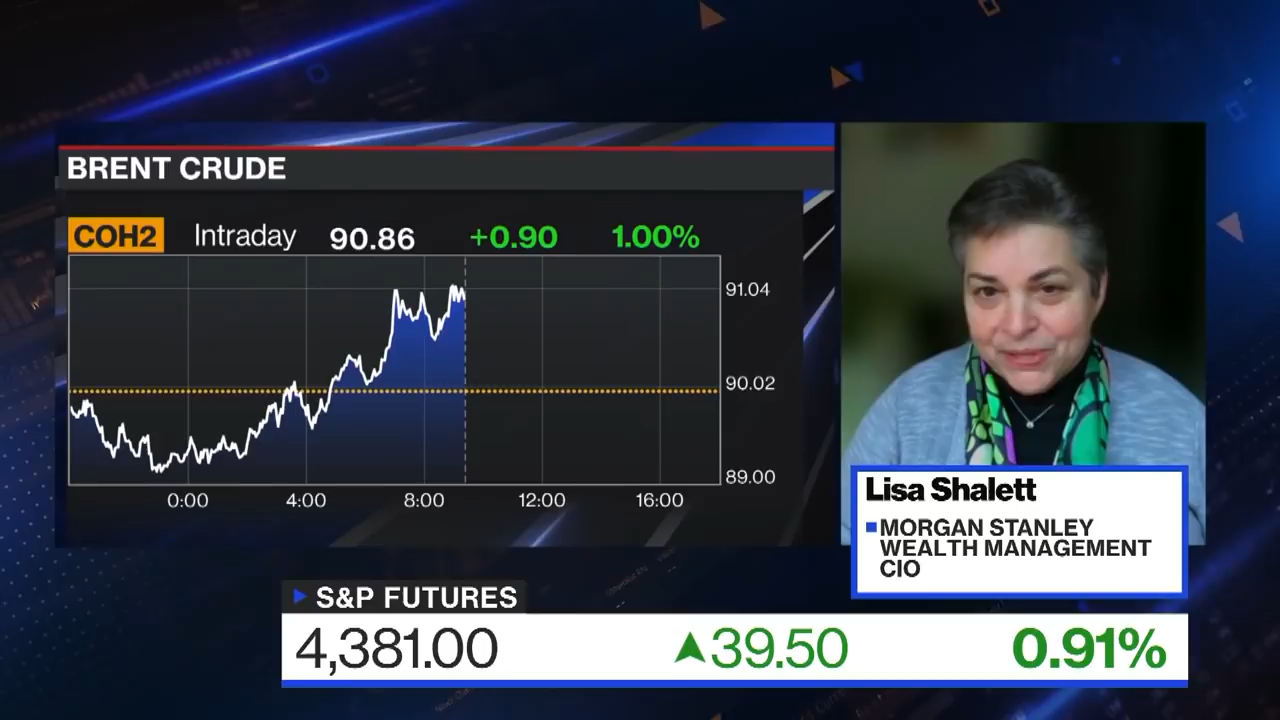 BRENT CRUDE
COH2 Intraday 90.86 +0.90 1.00%
91.04
90.02
89.00
0:00 4:00 8:00 12:00 16:00
Lisa Shalett
MORGAN STANLEY
WEALTH MANAGEMENT
CIO
S&P FUTURES
4,381.00 39.50 0.91%